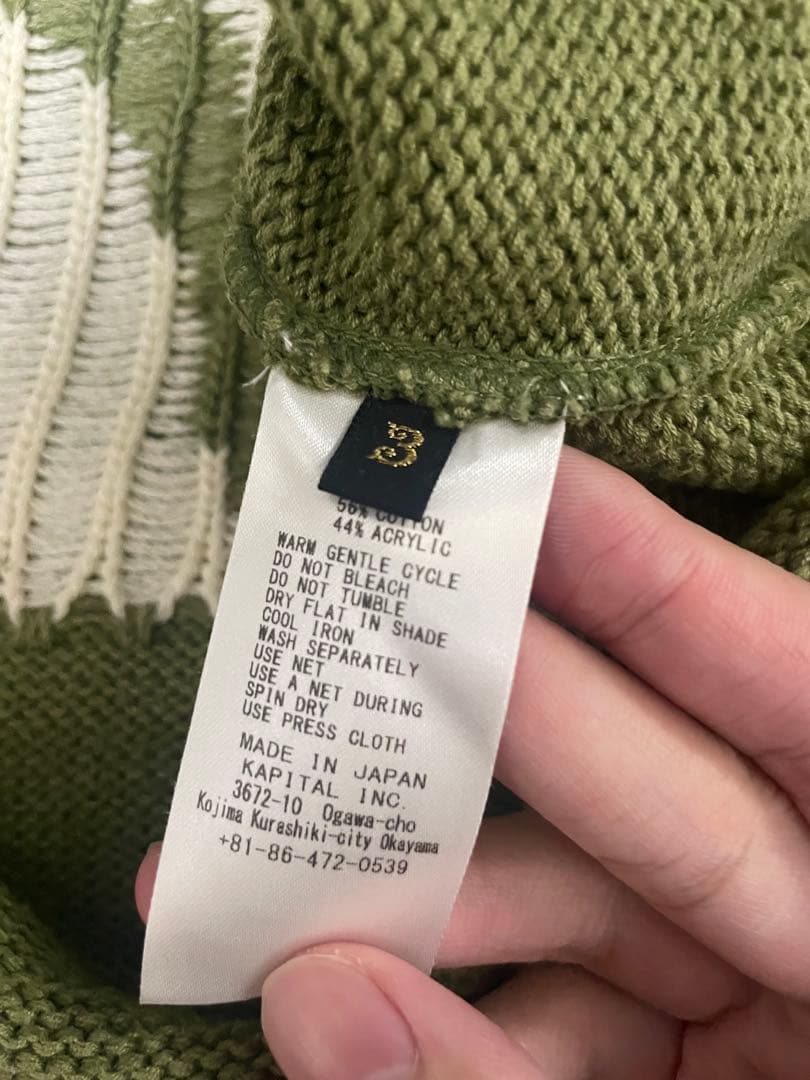 3
56% COTTON
44% ACRYLIC
WARM GENTLE CYCLE
DO NOT BLEACH
DO NOT TUMBLE
DRY FLAT IN SHADE
COOL IRON
WASH SEPARATELY
USE NET
USE A NET DURING
SPIN DRY
USE PRESS CLOTH
MADE IN JAPAN
KAPITAL INC.
3672-10 Ogawa-cho
Kojima Kurashiki-city Okayama
+81-86-472-0539